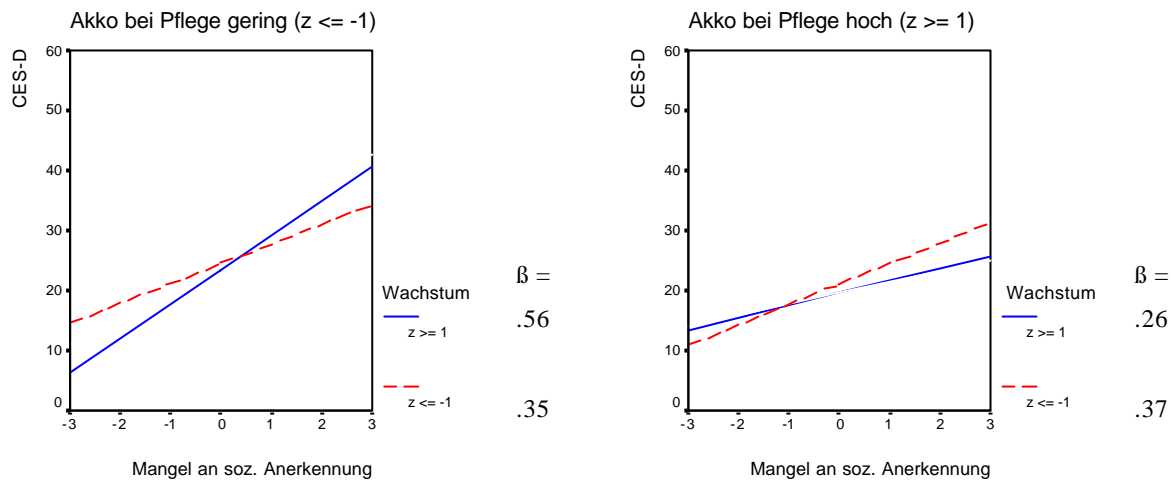 Akko bei Pflege gering (z <= -1)
CES-D
60
50
40
30
20
10
0
-3 -2 -1 0 1 2 3
Mangel an soz. Anerkennung
Wachstum
z >= 1
z <= -1
ß =
.56
.35
Akko bei Pflege hoch (z >= 1)
CES-D
60
50
40
30
20
10
0
-3 -2 -1 0 1 2 3
Mangel an soz. Anerkennung
Wachstum
z >= 1
z <= -1
ß =
.26
.37